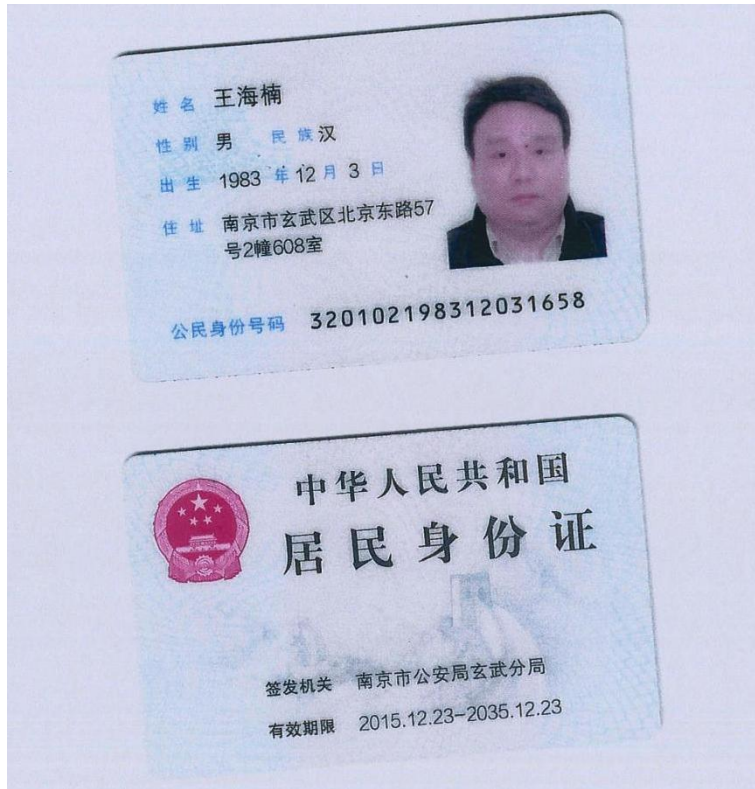 姓名 王海楠
性别 男 民族 汉
出生 1983 年 12 月 3 日
住址 南京市玄武区北京东路57
号2幢608室
公民身份号码 320102198312031658
中华人民共和国
居民身份证
签发机关 南京市公安局玄武分局
有效期限 2015.12.23-2035.12.23